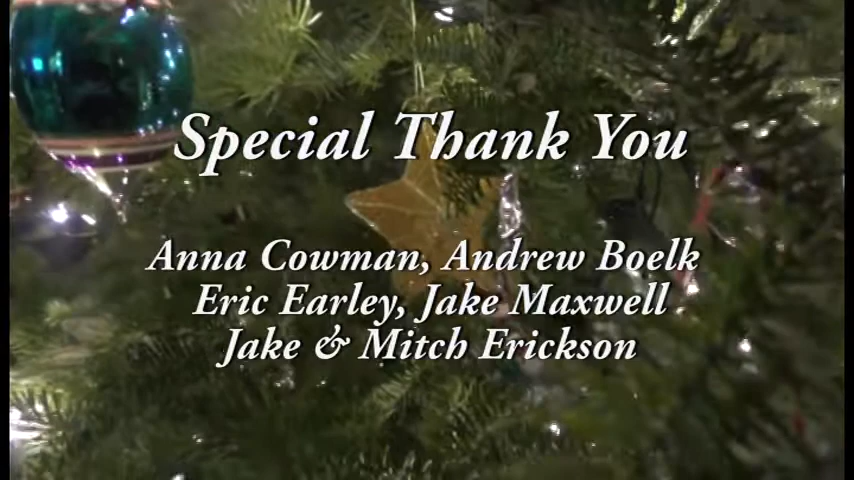 Special Thank You
Anna Cowman, Andrew Boelk
Eric Earley, Jake Maxwell
Jake & Mitch Erickson